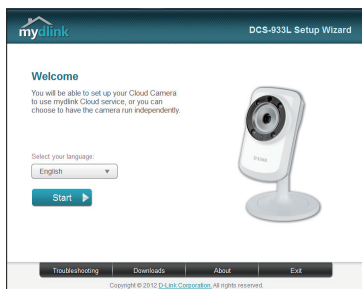 mydlink
DCS-933L Setup Wizard
Welcome
You will be able to set up your Cloud Camera
to use mydlink Cloud service, or you can
choose to have the camera run independently.
Select your language:
English
Start
D-Link
Troubleshooting
Downloads
About
Exit
Copyright © 2012 D-Link Corporation. All rights reserved.